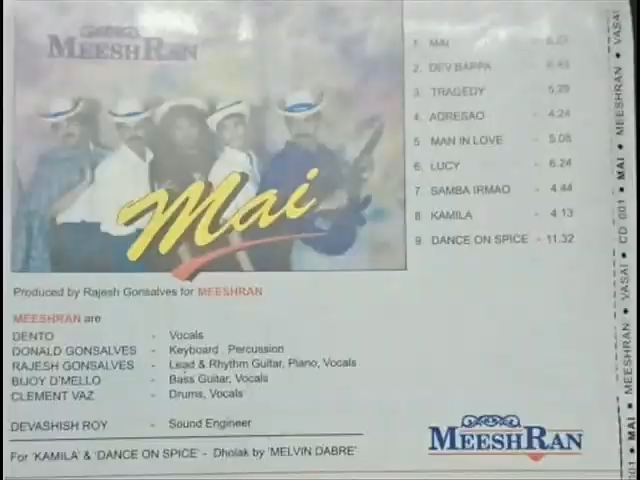 MEESHRAN
Mai
1. MAI
2. DEV BAPPA
3. TRAGEDY - 5.29
4. ADRESAO - 4.24
5. MAN IN LOVE - 5.08
6. LUCY - 6.24
7. SAMBA IRMAO - 4.44
8. KAMILA - 4.13
9. DANCE ON SPICE - 11.32
Produced by Rajesh Gonsalves for MEESHRAN
MEESHRAN are
DENTO - Vocals
DONALD GONSALVES - Keyboard Percussion
RAJESH GONSALVES - Lead & Rhythm Guitar, Piano, Vocals
BIJOY D'MELLO - Bass Guitar, Vocals
CLEMENT VAZ - Drums, Vocals
DEVASHISH ROY - Sound Engineer
For 'KAMILA' & 'DANCE ON SPICE' - Dholak by 'MELVIN DABRE'
MEESHRAN
001 • MAI • MEESHRAN • VASAI • CD 001 • MAI • MEESHRAN • VASAI